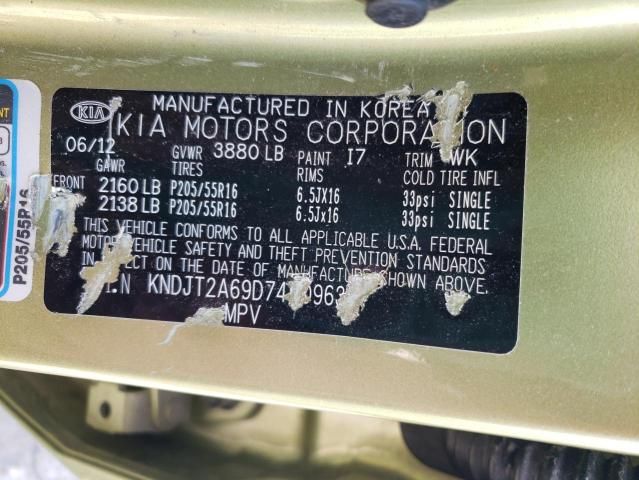 MANUFACTURED IN KOREA
KIA KIA MOTORS CORPORATION
06/12 GVWR 3880 LB PAINT I7 TRIM WK
GAWR TIRES RIMS COLD TIRE INFL
FRONT 2160 LB P205/55R16 6.5JX16 33psi SINGLE
2138 LB P205/55R16 6.5Jx16 33psi SINGLE
THIS VEHICLE CONFORMS TO ALL APPLICABLE U.S.A. FEDERAL
MOTOR VEHICLE SAFETY AND THEFT PREVENTION STANDARDS
IN EFFECT ON THE DATE OF MANUFACTURE SHOWN ABOVE.
KNDJT2A69D74
MPV
P205/55R16